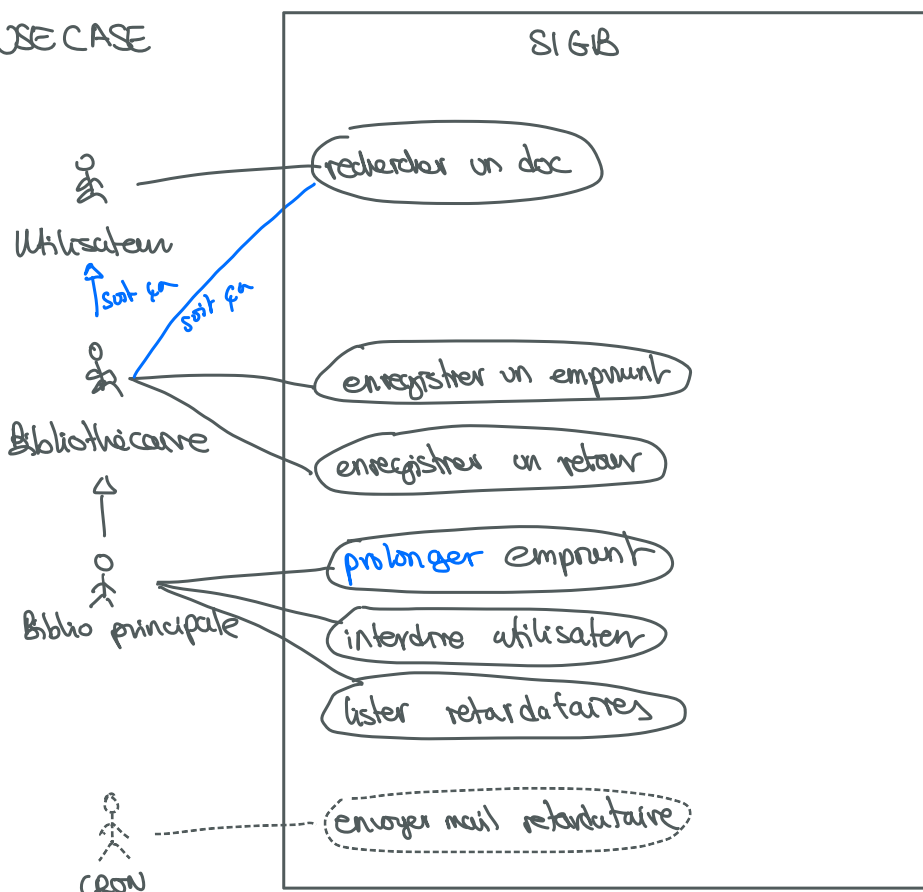 USE CASE
SIGIB
rechercher un doc
Utilisateur
soit ça
soit ça
enregistrer un emprunt
Bibliothécaire
enregistrer un retour
prolonger emprunt
Biblio principale
interdire utilisateur
lister retardataires
envoyer mail retardataire
CRON